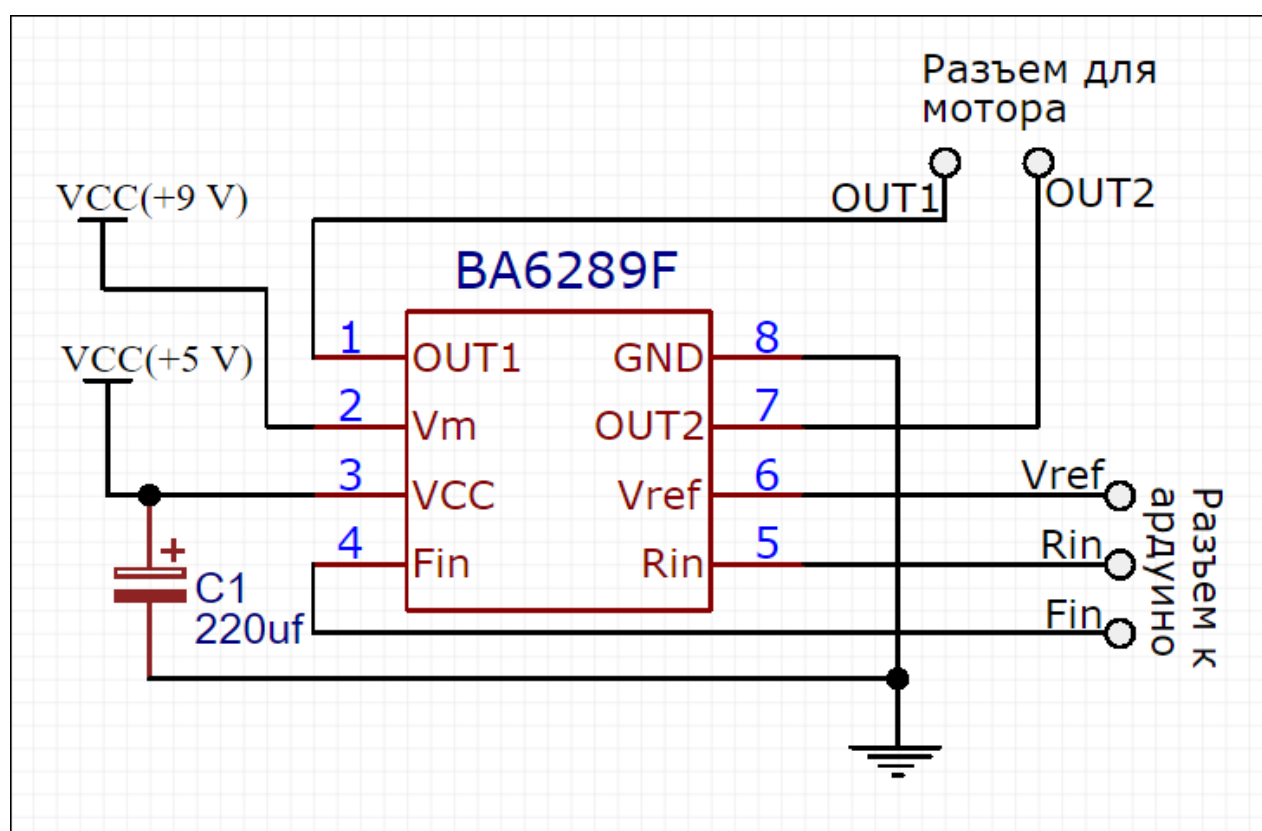 Разъем для
мотора
VCC(+9 V)
OUT1
OUT2
BA6289F
1
OUT1
GND
8
VCC(+5 V)
2
Vm
OUT2
7
3
VCC
Vref
6
Vref
4
Fin
Rin
5
Rin
Fin
Разъем к
ардуино
+
C1
220uf